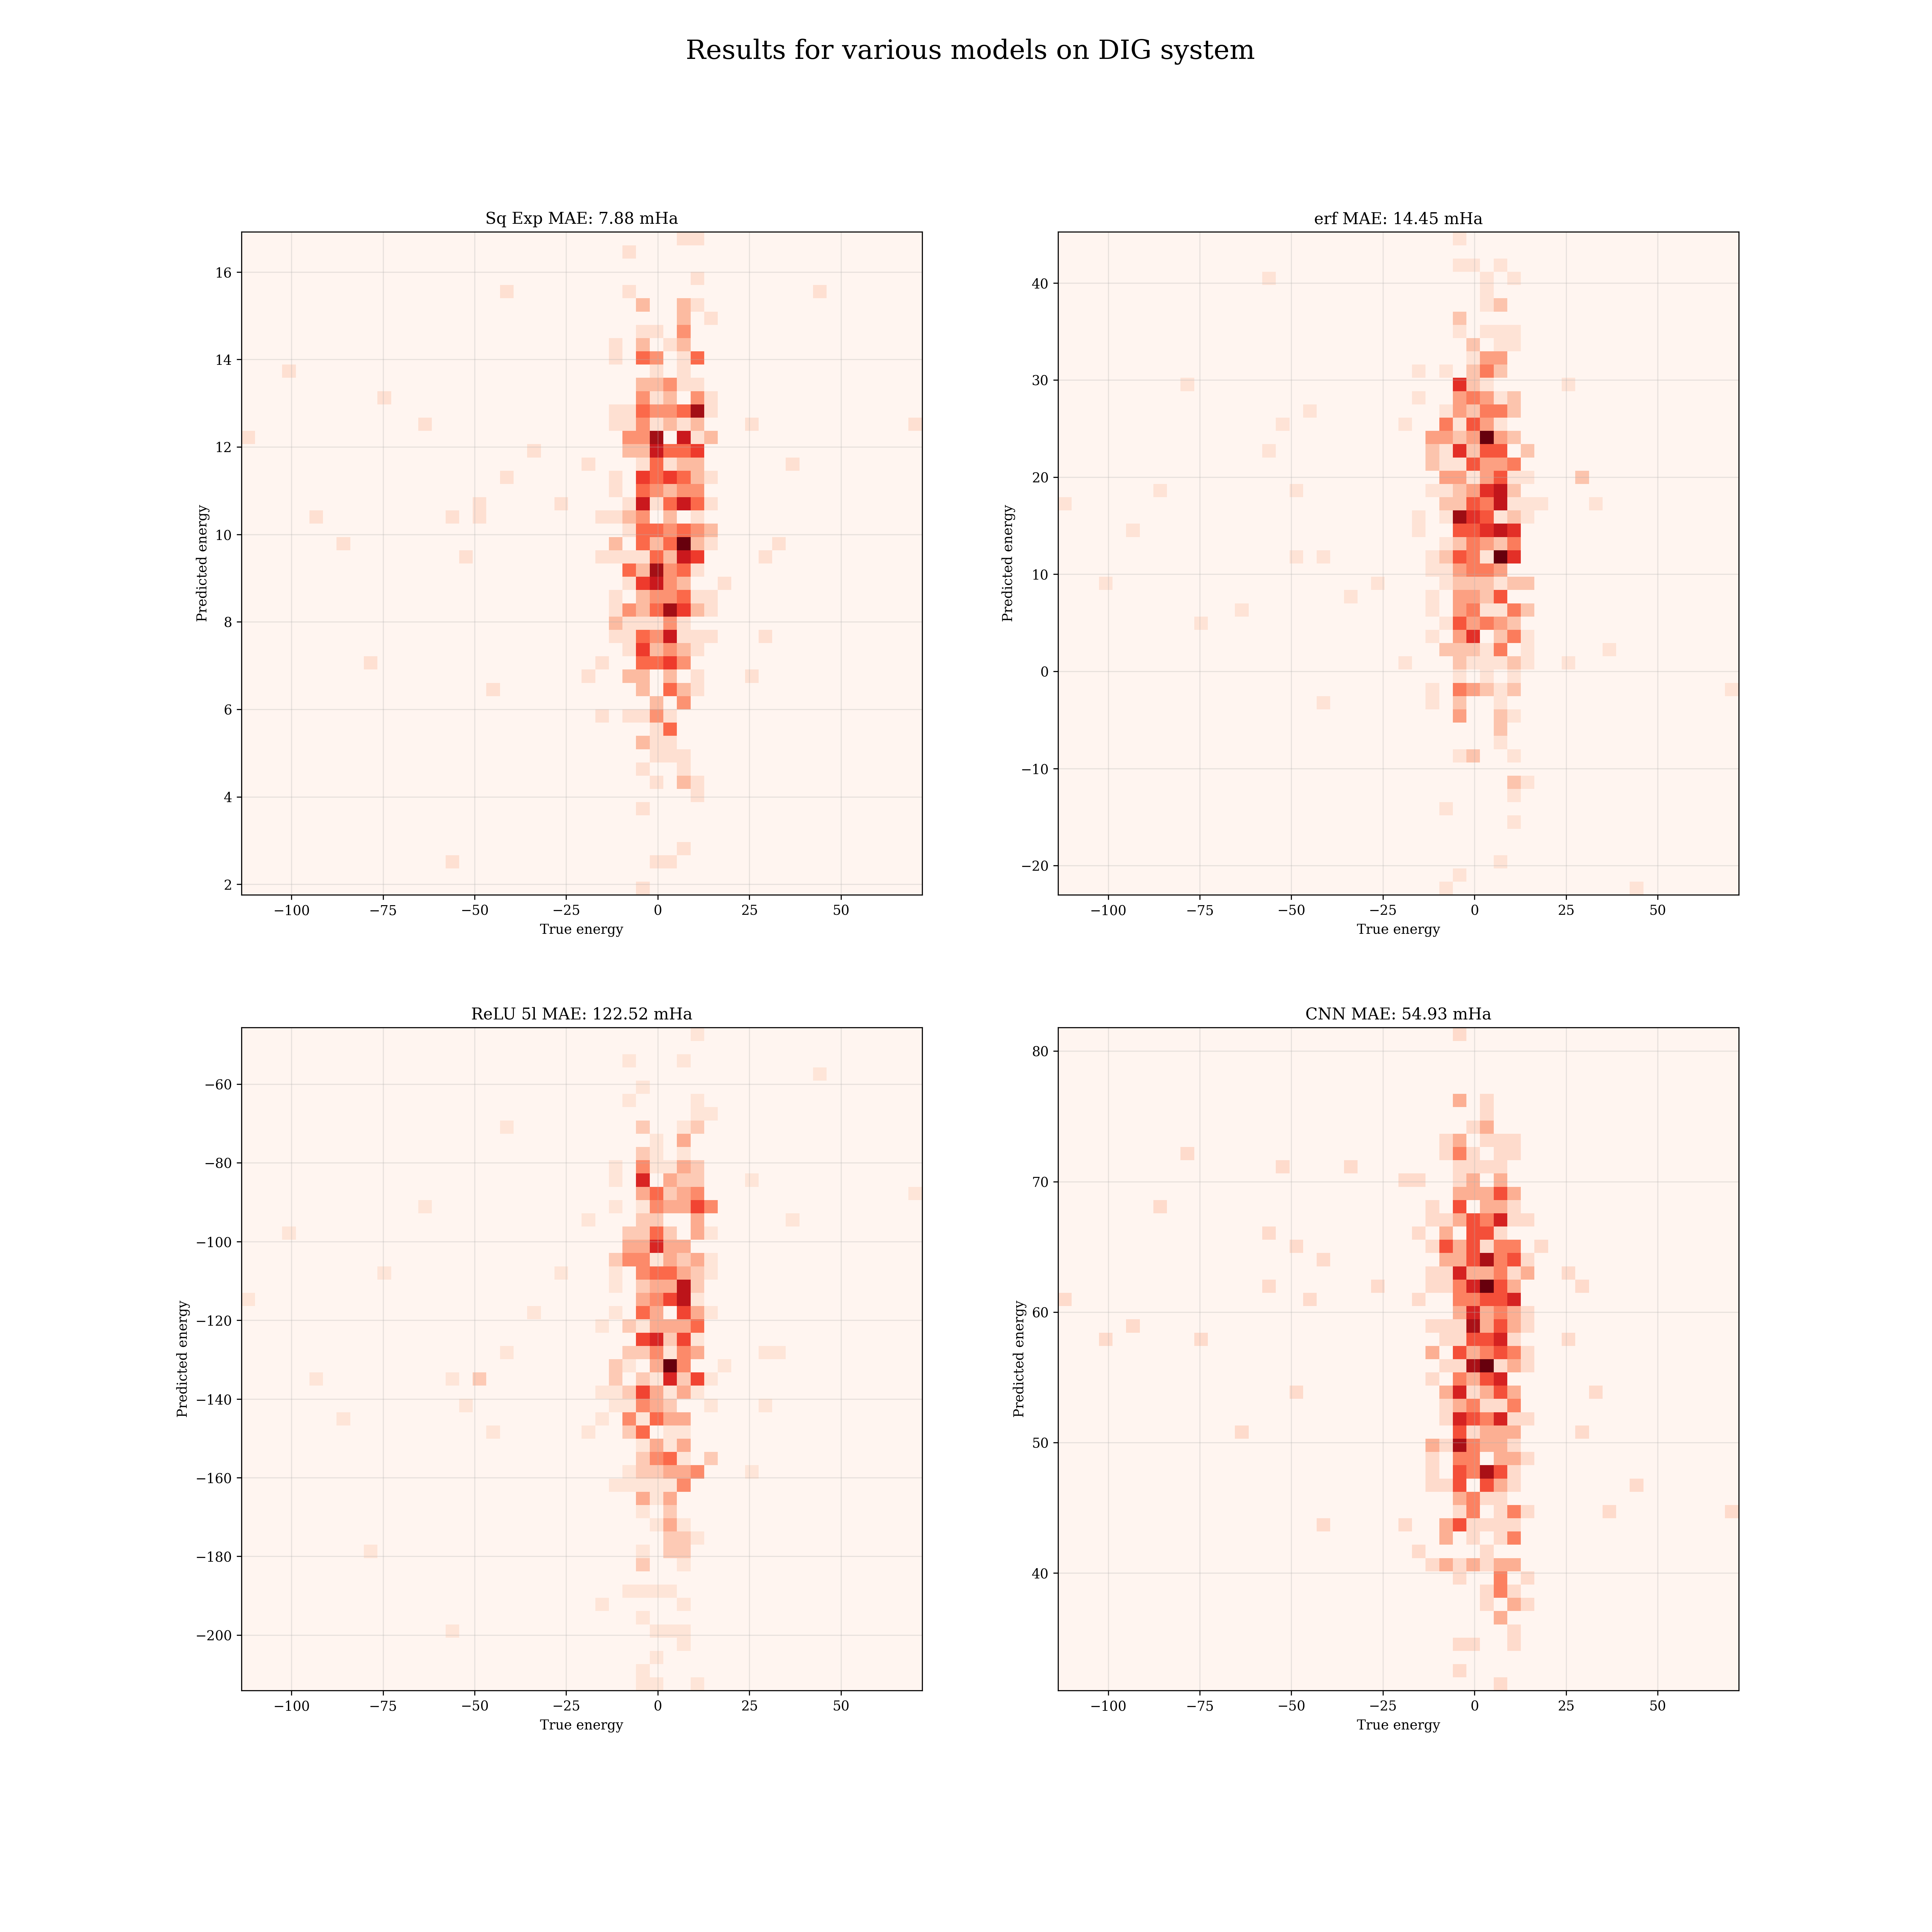 Results for various models on DIG system
Sq Exp MAE: 7.88 mHa
16
14
12
10
8
6
4
2
Predicted energy
−100 −75 −50 −25 0 25 50
True energy
erf MAE: 14.45 mHa
40
30
20
10
0
−10
−20
Predicted energy
−100 −75 −50 −25 0 25 50
True energy
ReLU 5l MAE: 122.52 mHa
−60
−80
−100
−120
−140
−160
−180
−200
Predicted energy
−100 −75 −50 −25 0 25 50
True energy
CNN MAE: 54.93 mHa
80
70
60
50
40
Predicted energy
−100 −75 −50 −25 0 25 50
True energy